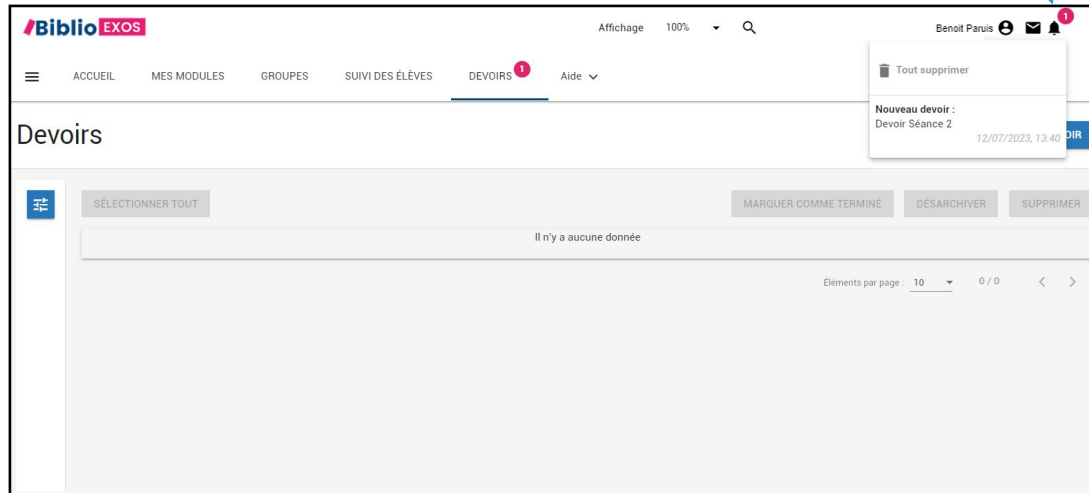 /Biblio EXOS
Affichage 100%
Benoit Paruis 1
ACCUEIL MES MODULES GROUPES SUIVI DES ÉLÈVES DEVOIRS 1 Aide
Tout supprimer
Nouveau devoir :
Devoir Séance 2
12/07/2023, 13:40
Devoirs
OIR
SÉLECTIONNER TOUT MARQUER COMME TERMINÉ DÉSARCHIVER SUPPRIMER
Il n'y a aucune donnée
Éléments par page : 10 0 / 0